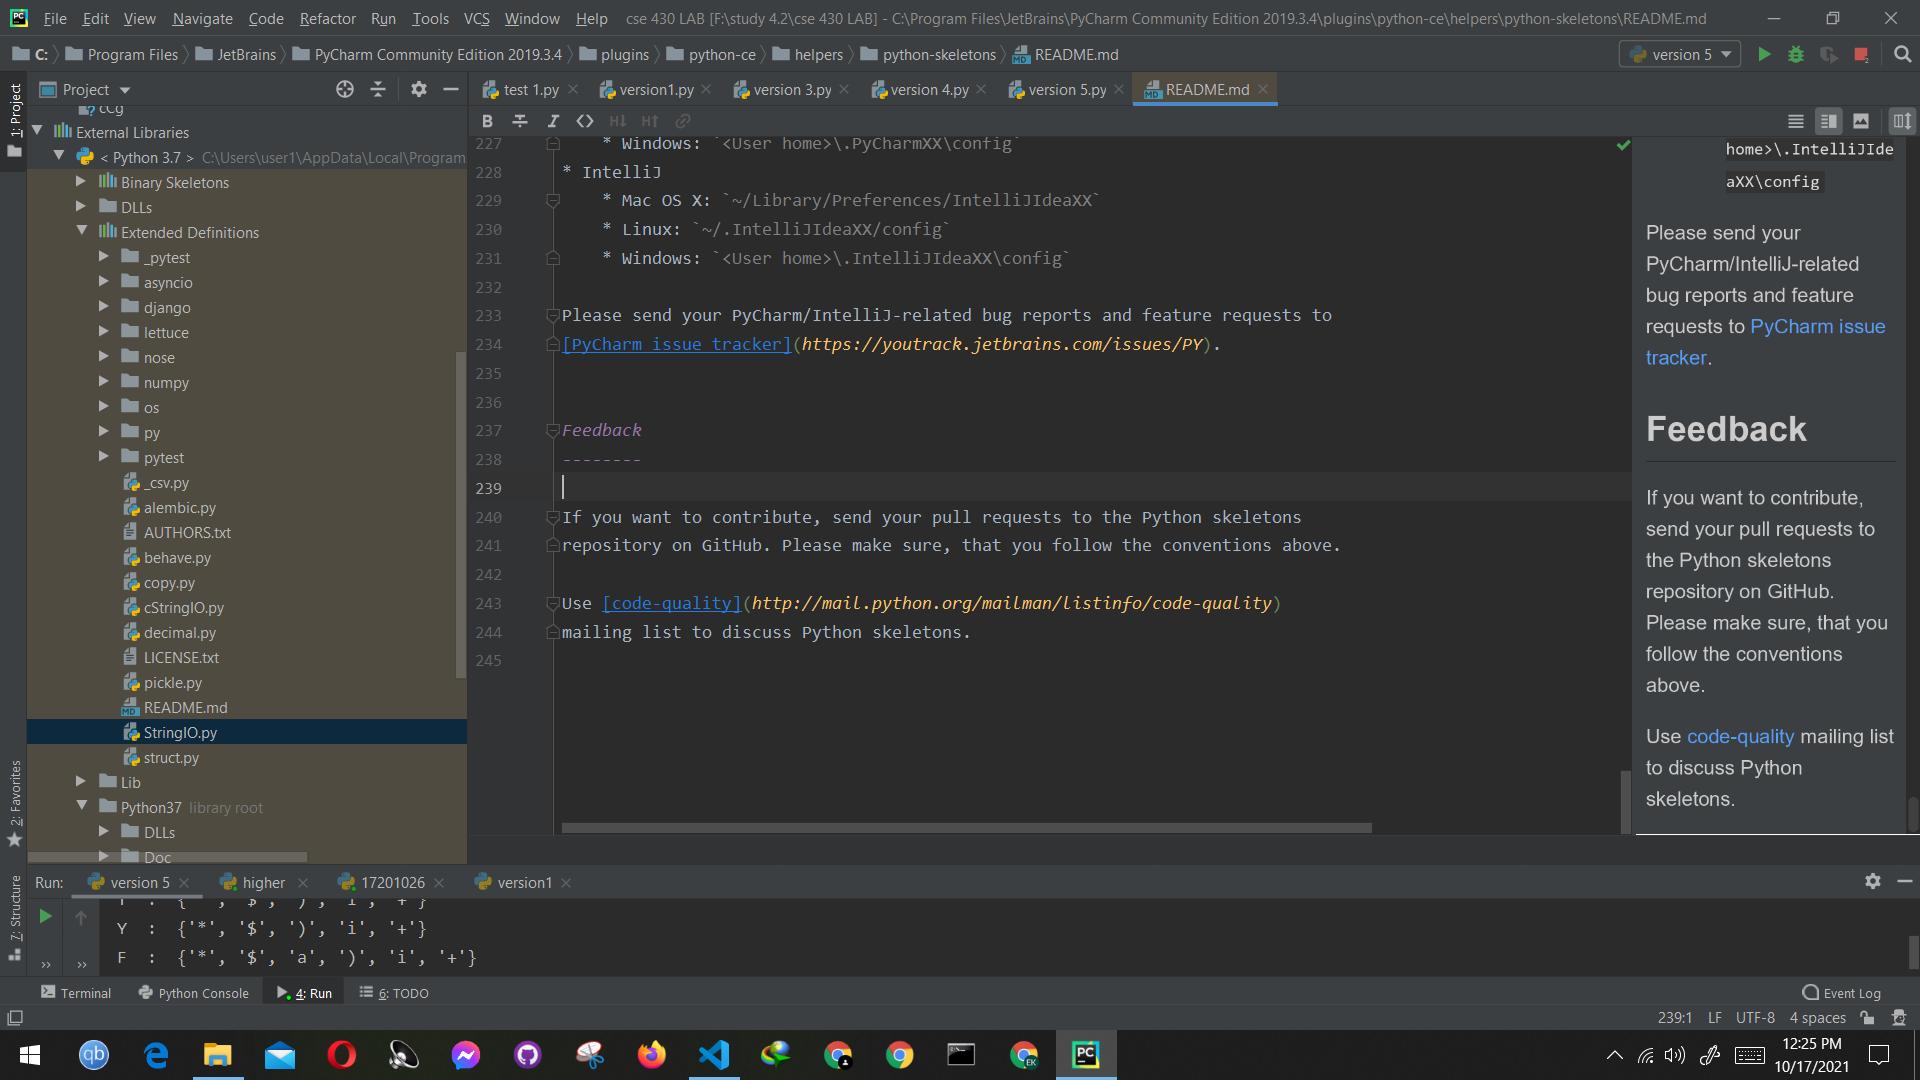 File Edit View Navigate Code Refactor Run Tools VCS Window Help cse 430 LAB [F:\study 4.2\cse 430 LAB] - C:\Program Files\JetBrains\PyCharm Community Edition 2019.3.4\plugins\python-ce\helpers\python-skeletons\README.md
C: Program Files JetBrains PyCharm Community Edition 2019.3.4 plugins python-ce helpers python-skeletons README.md version 5
Project test 1.py version1.py version 3.py version 4.py version 5.py README.md
1: Project
External Libraries
< Python 3.7 > C:\Users\user1\AppData\Local\Program
Binary Skeletons
DLLs
Extended Definitions
_pytest
asyncio
django
lettuce
nose
numpy
os
py
pytest
_csv.py
alembic.py
AUTHORS.txt
behave.py
copy.py
cStringIO.py
decimal.py
LICENSE.txt
pickle.py
README.md
StringIO.py
struct.py
Lib
Python37 library root
DLLs
Doc
2: Favorites
7: Structure
227 * Windows: `<User home>\.PyCharmXX\config`
228 * IntelliJ
229 * Mac OS X: `~/Library/Preferences/IntelliJIdeaXX`
230 * Linux: `~/.IntelliJIdeaXX/config`
231 * Windows: `<User home>\.IntelliJIdeaXX\config`
232
233 Please send your PyCharm/IntelliJ-related bug reports and feature requests to
234 [PyCharm issue tracker](https://youtrack.jetbrains.com/issues/PY).
235
236
237 Feedback
238 --------
239
240 If you want to contribute, send your pull requests to the Python skeletons
241 repository on GitHub. Please make sure, that you follow the conventions above.
242
243 Use [code-quality](http://mail.python.org/mailman/listinfo/code-quality)
244 mailing list to discuss Python skeletons.
245
home>\.IntelliJIde
aXX\config
Please send your
PyCharm/IntelliJ-related
bug reports and feature
requests to PyCharm issue
tracker.
Feedback
If you want to contribute,
send your pull requests to
the Python skeletons
repository on GitHub.
Please make sure, that you
follow the conventions
above.
Use code-quality mailing list
to discuss Python
skeletons.
Run: version 5 higher 17201026 version1
Y : {'*', '$', ')', 'i', '+'}
F : {'*', '$', 'a', ')', 'i', '+'}
Terminal Python Console 4: Run 6: TODO Event Log
239:1 LF UTF-8 4 spaces
12:25 PM
10/17/2021